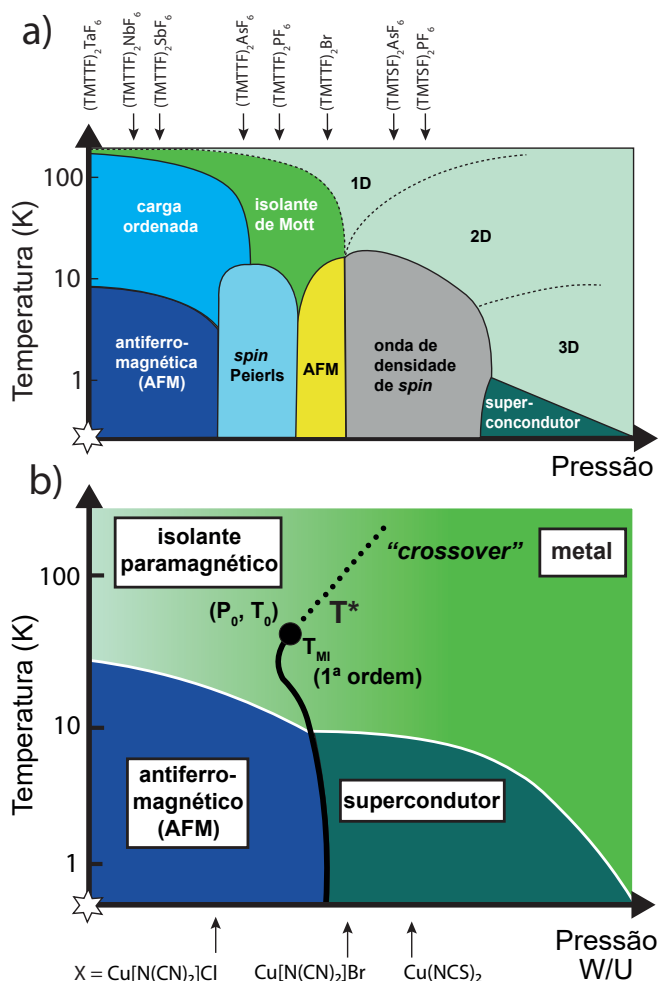 a)
(TMTTF)₂TaF₆
(TMTTF)₂NbF₆
(TMTTF)₂SbF₆
(TMTTF)₂AsF₆
(TMTTF)₂PF₆
(TMTTF)₂Br
(TMTSF)₂AsF₆
(TMTSF)₂PF₆
Temperatura (K)
100
10
1
carga
ordenada
isolante
de Mott
1D
2D
3D
antiferro-
magnética
(AFM)
spin
Peierls
AFM
onda de
densidade
de spin
super-
condutor
Pressão
b)
Temperatura (K)
100
10
1
isolante
paramagnético
"crossover"
metal
(P₀, T₀)
T*
T_MI
(1ª ordem)
antiferro-
magnético
(AFM)
supercondutor
Pressão
W/U
X = Cu[N(CN)₂]Cl
Cu[N(CN)₂]Br
Cu(NCS)₂